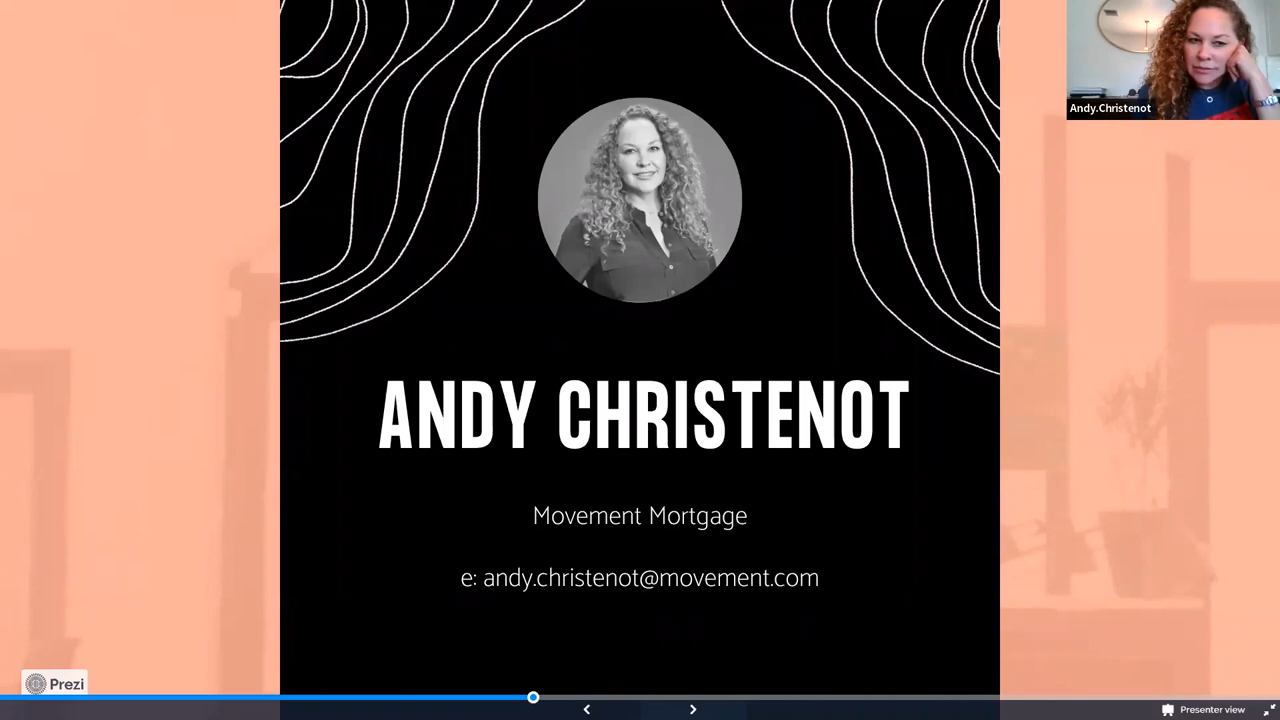 Andy.Christenot
ANDY CHRISTENOT
Movement Mortgage
e: andy.christenot@movement.com
Prezi
Presenter view